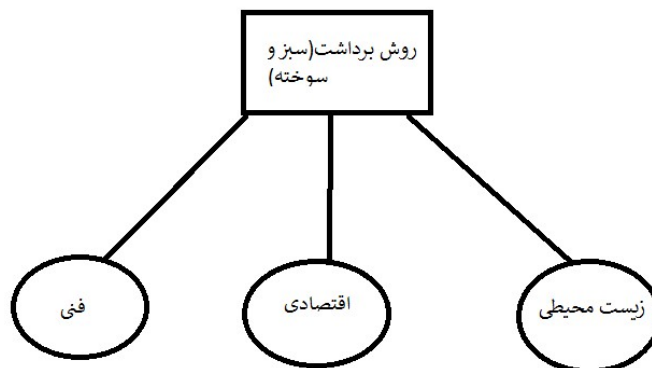 روش برداشت(سبز و
سوخته)
زیست محیطی
اقتصادی
فنی